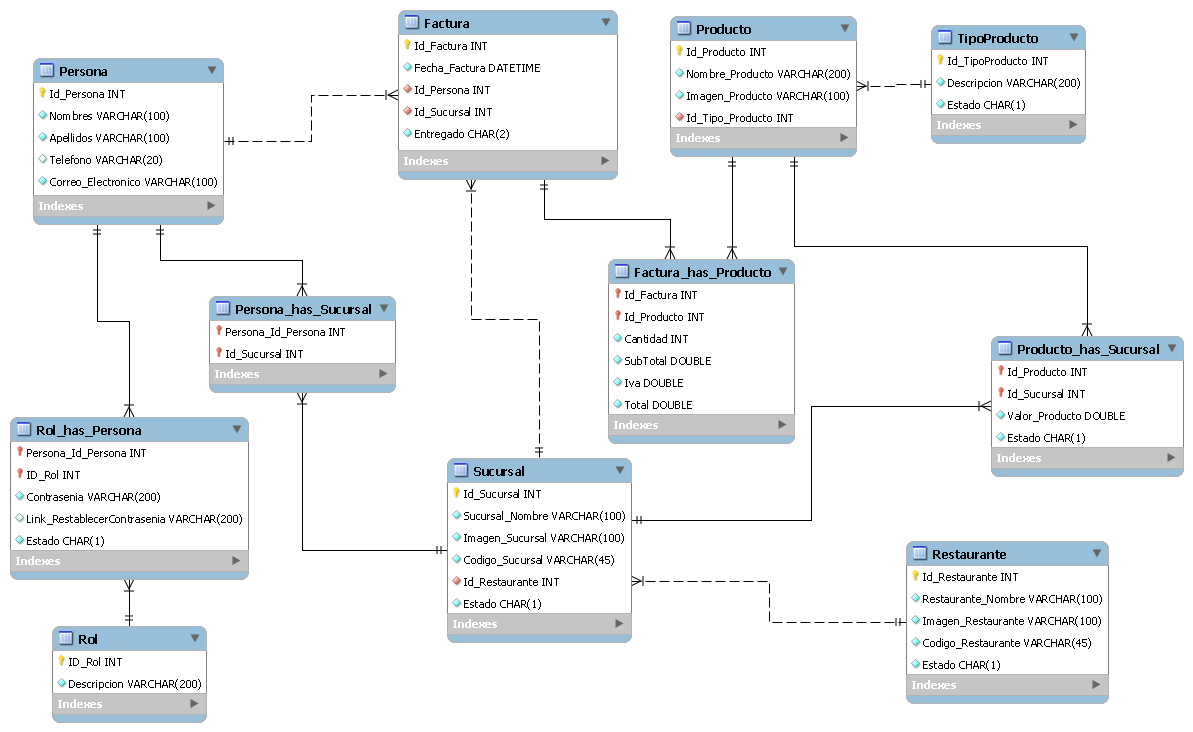 Persona
Id_Persona INT
Nombres VARCHAR(100)
Apellidos VARCHAR(100)
Telefono VARCHAR(20)
Correo_Electronico VARCHAR(100)
Indexes
Factura
Id_Factura INT
Fecha_Factura DATETIME
Id_Persona INT
Id_Sucursal INT
Entregado CHAR(2)
Indexes
Producto
Id_Producto INT
Nombre_Producto VARCHAR(200)
Imagen_Producto VARCHAR(100)
Id_Tipo_Producto INT
Indexes
TipoProducto
Id_TipoProducto INT
Descripcion VARCHAR(200)
Estado CHAR(1)
Indexes
Persona_has_Sucursal
Persona_Id_Persona INT
Id_Sucursal INT
Indexes
Factura_has_Producto
Id_Factura INT
Id_Producto INT
Cantidad INT
SubTotal DOUBLE
Iva DOUBLE
Total DOUBLE
Indexes
Producto_has_Sucursal
Id_Producto INT
Id_Sucursal INT
Valor_Producto DOUBLE
Estado CHAR(1)
Indexes
Rol_has_Persona
Persona_Id_Persona INT
ID_Rol INT
Contrasenia VARCHAR(200)
Link_RestablecerContrasenia VARCHAR(200)
Estado CHAR(1)
Indexes
Sucursal
Id_Sucursal INT
Sucursal_Nombre VARCHAR(100)
Imagen_Sucursal VARCHAR(100)
Codigo_Sucursal VARCHAR(45)
Id_Restaurante INT
Estado CHAR(1)
Indexes
Restaurante
Id_Restaurante INT
Restaurante_Nombre VARCHAR(100)
Imagen_Restaurante VARCHAR(100)
Codigo_Restaurante VARCHAR(45)
Estado CHAR(1)
Indexes
Rol
ID_Rol INT
Descripcion VARCHAR(200)
Indexes